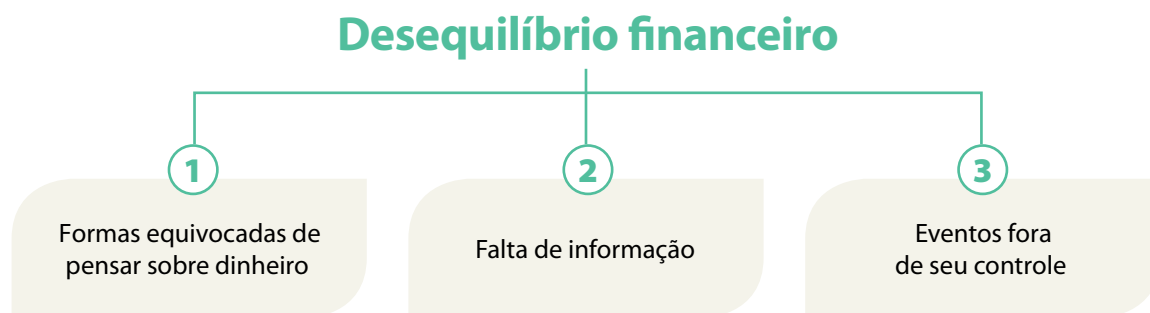 Desequilíbrio financeiro
1
Formas equivocadas de
pensar sobre dinheiro
2
Falta de informação
3
Eventos fora
de seu controle